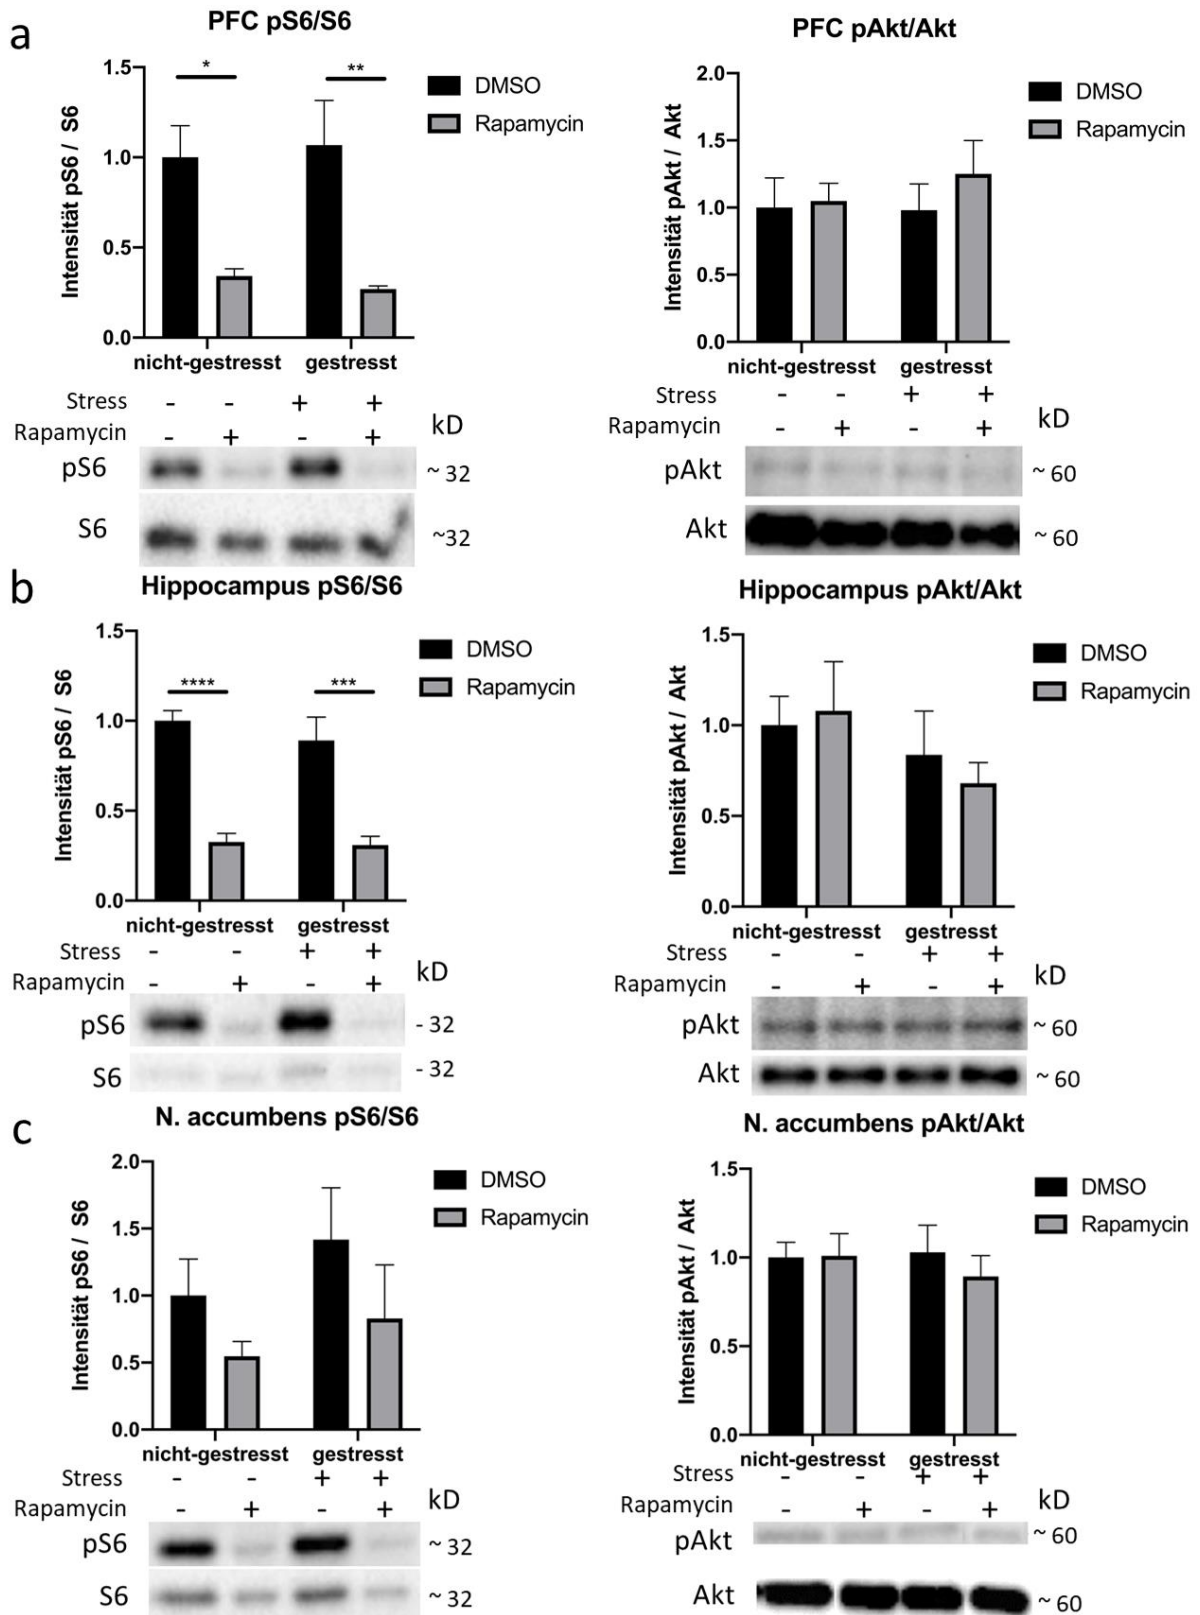 a
PFC pS6/S6
*
**
DMSO
Rapamycin
Intensität pS6 / S6
1.5
1.0
0.5
0.0
nicht-gestresst gestresst
Stress - - + +
Rapamycin - + - + kD
pS6 ~ 32
S6 ~32
PFC pAkt/Akt
DMSO
Rapamycin
Intensität pAkt / Akt
2.0
1.5
1.0
0.5
0.0
nicht-gestresst gestresst
Stress - - + +
Rapamycin - + - + kD
pAkt ~ 60
Akt ~ 60
b
Hippocampus pS6/S6
****
***
DMSO
Rapamycin
Intensität pS6 / S6
1.5
1.0
0.5
0.0
nicht-gestresst gestresst
Stress - - + +
Rapamycin - + - + kD
pS6 - 32
S6 - 32
Hippocampus pAkt/Akt
DMSO
Rapamycin
Intensität pAkt / Akt
1.5
1.0
0.5
0.0
nicht-gestresst gestresst
Stress - - + +
Rapamycin - + - + kD
pAkt ~ 60
Akt ~ 60
c
N. accumbens pS6/S6
DMSO
Rapamycin
Intensität pS6 / S6
2.0
1.5
1.0
0.5
0.0
nicht-gestresst gestresst
Stress - - + +
Rapamycin - + - + kD
pS6 ~ 32
S6 ~ 32
N. accumbens pAkt/Akt
DMSO
Rapamycin
Intensität pAkt / Akt
1.5
1.0
0.5
0.0
nicht-gestresst gestresst
Stress - - + +
Rapamycin - + - + kD
pAkt ~ 60
Akt ~ 60